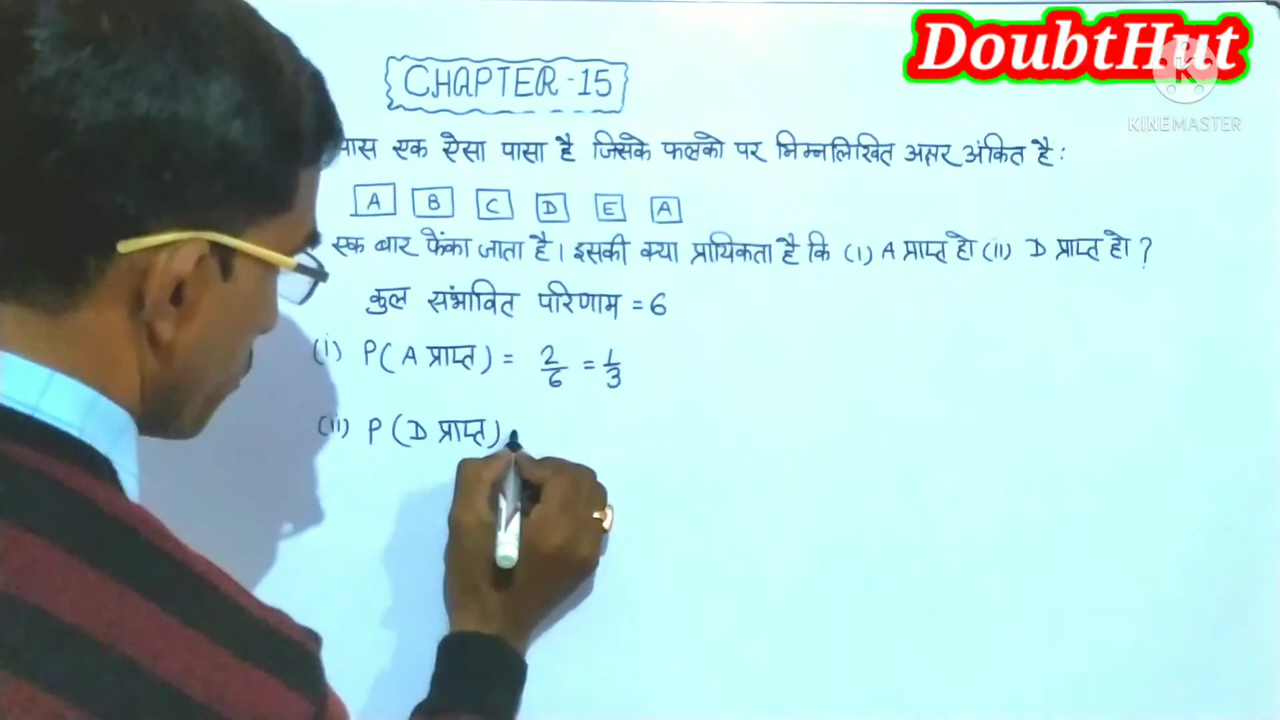 DoubtHut
KINEMASTER
CHAPTER-15
पास एक ऐसा पासा है जिसके फलको पर निम्नलिखित अक्षर अंकित है :
A B C D E A
एक बार फेंका जाता है। इसकी क्या प्रायिकता है कि (i) A प्राप्त हो (ii) D प्राप्त हो ?
कुल संभावित परिणाम = 6
(i) P(A प्राप्त) = 2/6 = 1/3
(ii) P(D प्राप्त)